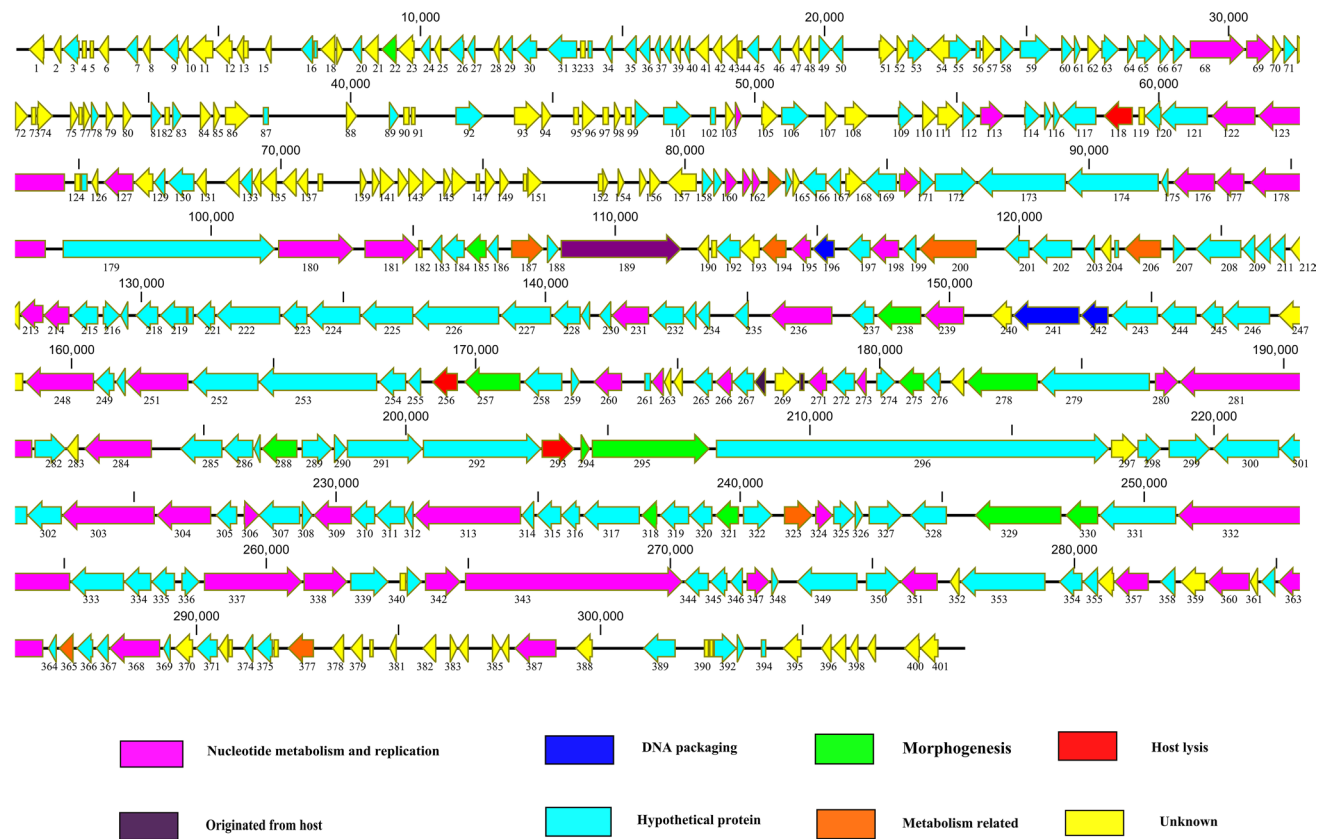 10,000 20,000 30,000
1 2 3 4 5 6 7 8 9 10 11 12 13 15 16 18 20 21 22 23 24 25 26 27 28 29 30 31 32 33 34 35 36 37 38 39 40 41 42 43 44 45 46 47 48 49 50 51 52 53 54 55 56 57 58 59 60 61 62 63 64 65 66 67 68 69 70 71
40,000 50,000 60,000
72 73 74 75 77 78 79 80 81 82 83 84 85 86 87 88 89 90 91 92 93 94 95 96 97 98 99 101 102 103 105 106 107 108 109 110 111 112 113 114 115 116 117 118 119 120 121 122 123
70,000 80,000 90,000
124 126 127 129 130 131 133 155 137 139 141 143 145 147 149 151 152 154 156 157 158 160 162 165 166 167 168 169 171 172 173 174 175 176 177 178
100,000 110,000 120,000
179 180 181 182 183 184 185 186 187 188 189 190 192 193 194 195 196 197 198 199 200 201 202 203 204 206 207 208 209 211 212
130,000 140,000 150,000
213 214 215 216 218 219 221 222 223 224 225 226 227 228 230 231 232 234 235 236 237 238 239 240 241 242 243 244 245 246 247
160,000 170,000 180,000 190,000
248 249 251 252 253 254 255 256 257 258 259 260 261 263 265 266 267 269 271 272 273 274 275 276 278 279 280 281
200,000 210,000 220,000
282 283 284 285 286 288 289 290 291 292 293 294 295 296 297 298 299 300 301
230,000 240,000 250,000
302 303 304 305 306 307 308 309 310 311 312 313 314 315 316 317 318 319 320 321 322 323 324 325 326 327 328 329 330 331 332
260,000 270,000 280,000
333 334 335 336 337 338 339 340 342 343 344 345 346 347 348 349 350 351 352 353 354 355 357 358 359 360 361 363
290,000 300,000
364 365 366 367 368 369 370 371 374 375 377 378 379 381 382 383 385 387 388 389 390 392 394 395 396 398 400 401
Nucleotide metabolism and replication DNA packaging Morphogenesis Host lysis
Originated from host Hypothetical protein Metabolism related Unknown